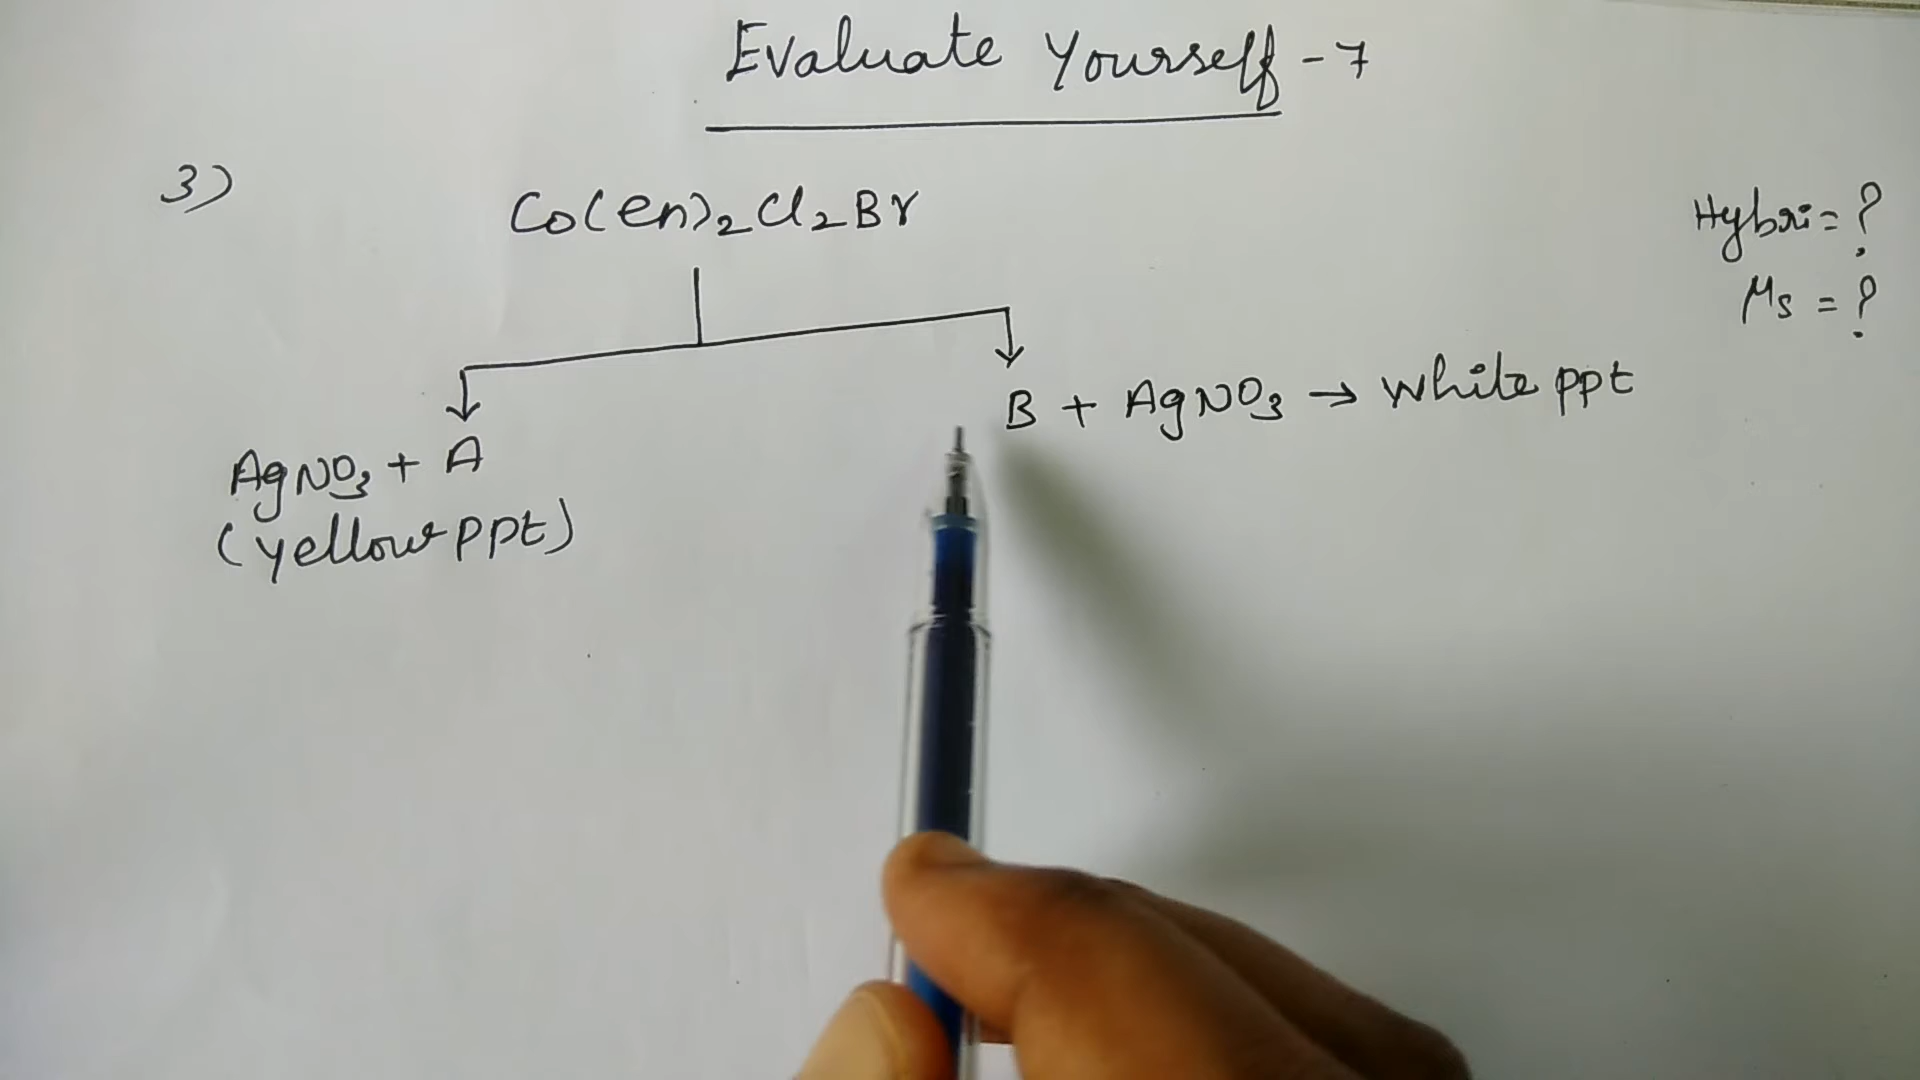 Evaluate Yourself - 7
3)
Co(en)₂Cl₂Br
Hybri = ?
μs = ?
B + AgNO₃ → White ppt
AgNO₃ + A
(yellow ppt)